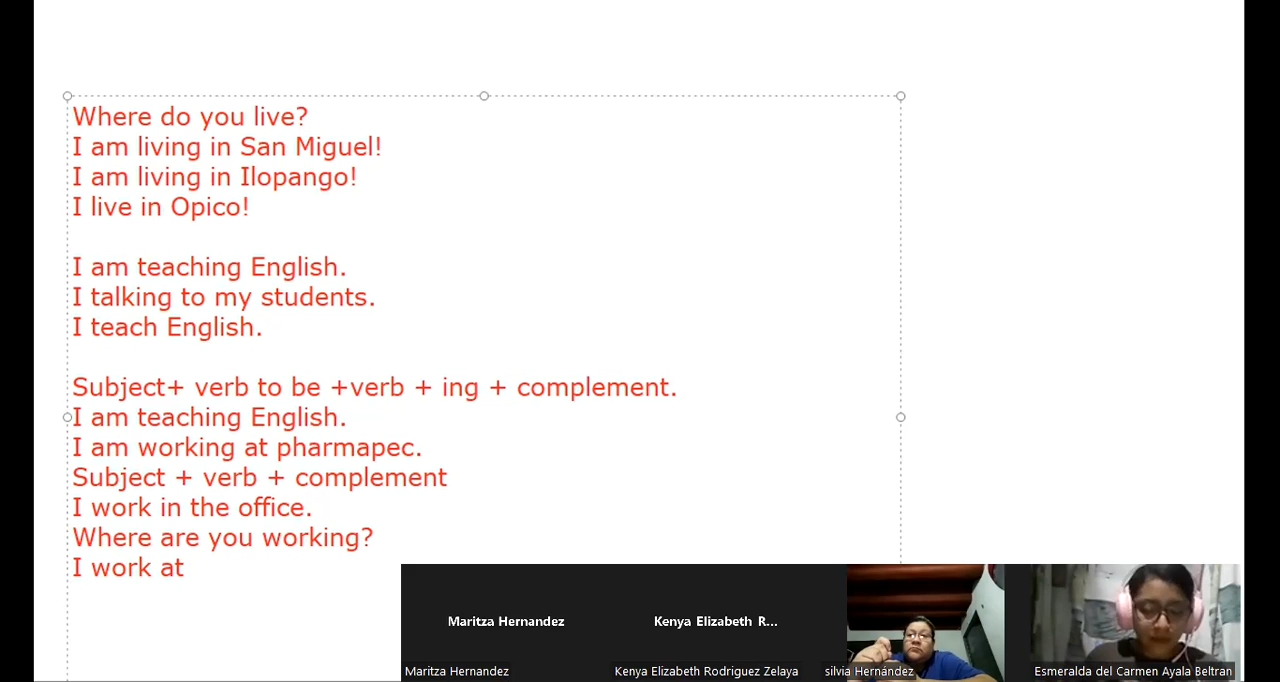 Where do you live?
I am living in San Miguel!
I am living in Ilopango!
I live in Opico!
I am teaching English.
I talking to my students.
I teach English.
Subject+ verb to be +verb + ing + complement.
I am teaching English.
I am working at pharmapec.
Subject + verb + complement
I work in the office.
Where are you working?
I work at
Maritza Hernandez
Kenya Elizabeth R...
Maritza Hernandez
Kenya Elizabeth Rodriguez Zelaya
silvia Hernández
Esmeralda del Carmen Ayala Beltran